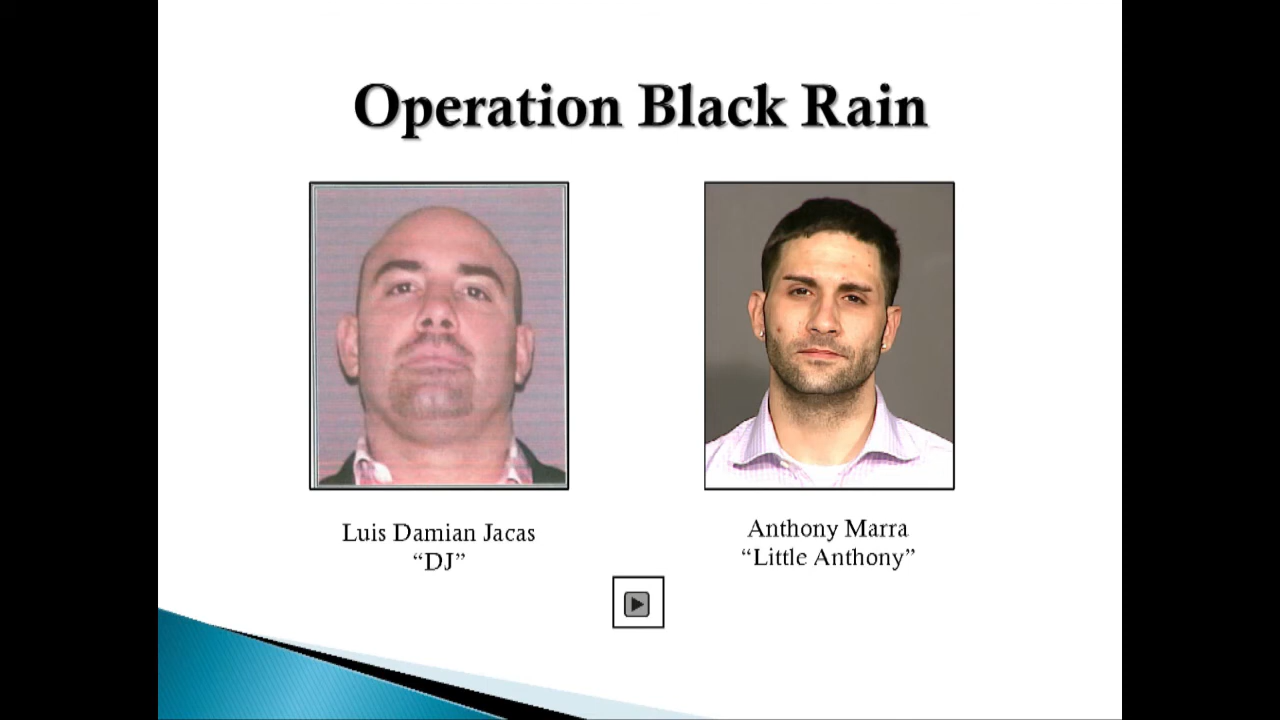 Operation Black Rain
Luis Damian Jacas
“DJ”
Anthony Marra
“Little Anthony”